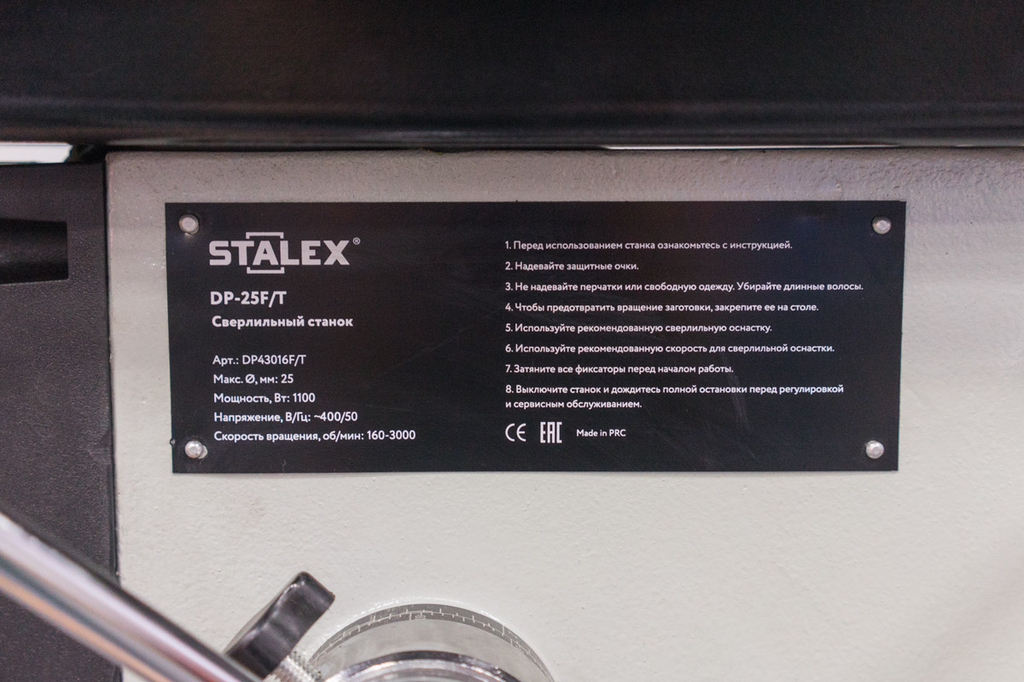 STALEX®
DP-25F/T
Сверлильный станок
Арт.: DP43016F/T
Макс. Ø, мм: 25
Мощность, Вт: 1100
Напряжение, В/Гц: ~400/50
Скорость вращения, об/мин: 160-3000
1. Перед использованием станка ознакомьтесь с инструкцией.
2. Надевайте защитные очки.
3. Не надевайте перчатки или свободную одежду. Убирайте длинные волосы.
4. Чтобы предотвратить вращение заготовки, закрепите ее на столе.
5. Используйте рекомендованную сверлильную оснастку.
6. Используйте рекомендованную скорость для сверлильной оснастки.
7. Затяните все фиксаторы перед началом работы.
8. Выключите станок и дождитесь полной остановки перед регулировкой
и сервисным обслуживанием.
CE EAC Made in PRC